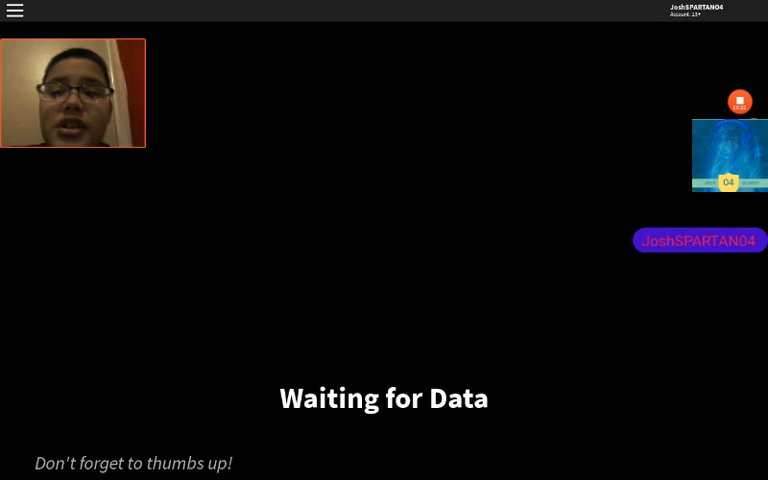 JoshSPARTAN04
Account: 13+
04
JoshSPARTAN04
Waiting for Data
Don't forget to thumbs up!